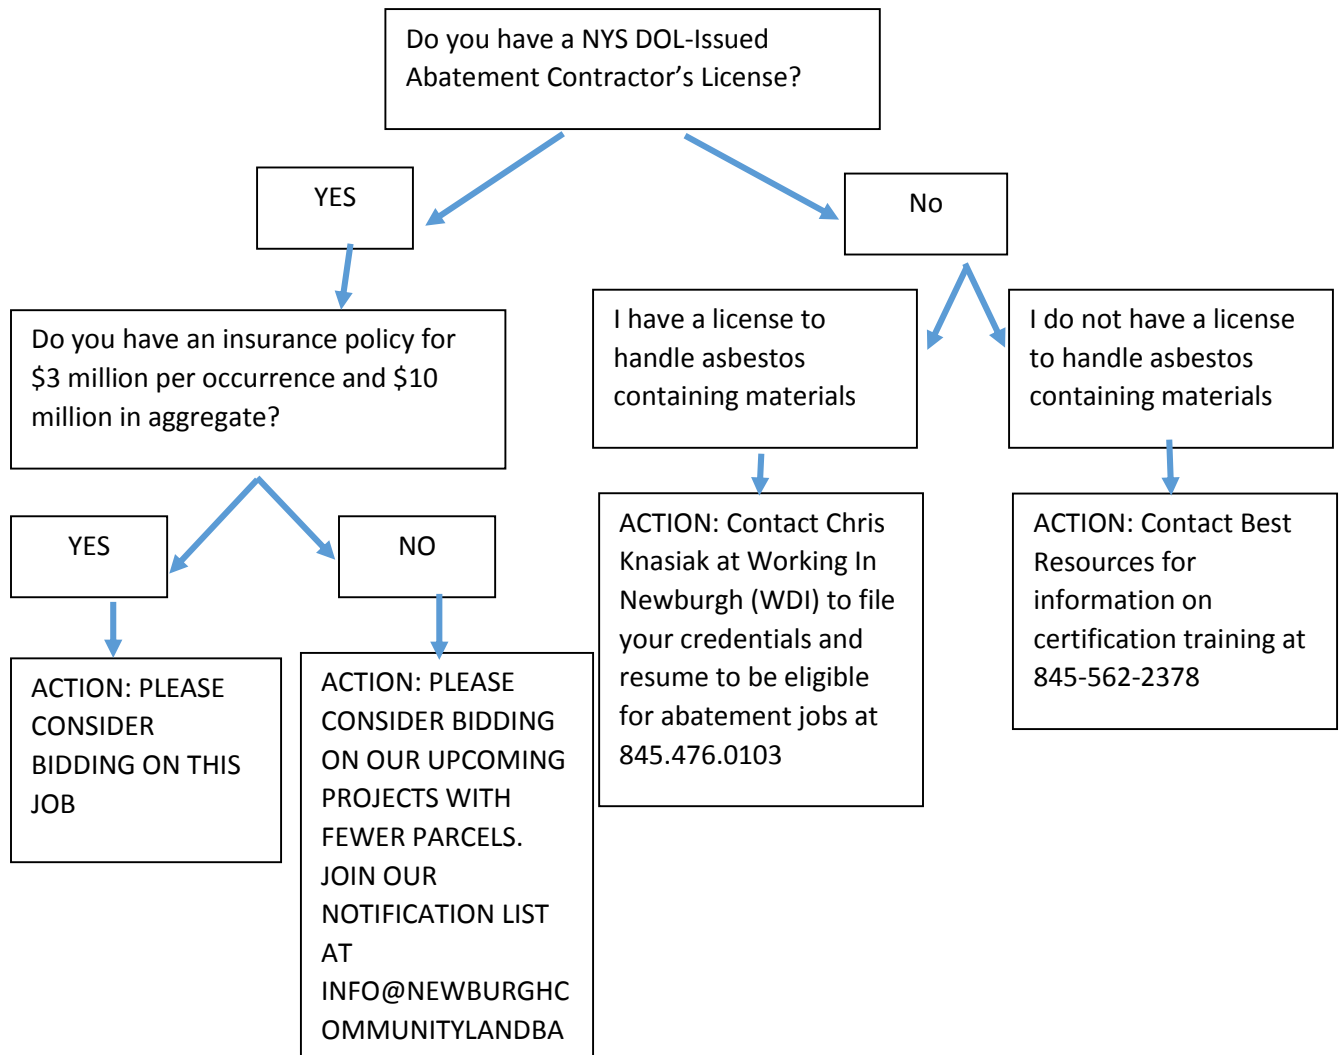 Do you have a NYS DOL-Issued
Abatement Contractor’s License?
YES
No
Do you have an insurance policy for
$3 million per occurrence and $10
million in aggregate?
I have a license to
handle asbestos
containing materials
I do not have a license
to handle asbestos
containing materials
YES
NO
ACTION: PLEASE
CONSIDER
BIDDING ON THIS
JOB
ACTION: PLEASE
CONSIDER BIDDING
ON OUR UPCOMING
PROJECTS WITH
FEWER PARCELS.
JOIN OUR
NOTIFICATION LIST
AT
INFO@NEWBURGHC
OMMUNITYLANDBA
ACTION: Contact Chris
Knasiak at Working In
Newburgh (WDI) to file
your credentials and
resume to be eligible
for abatement jobs at
845.476.0103
ACTION: Contact Best
Resources for
information on
certification training at
845-562-2378